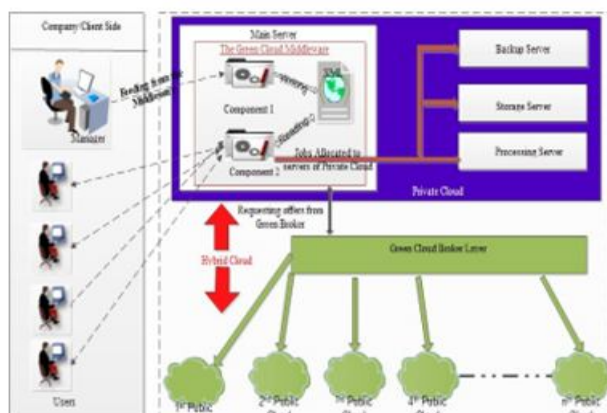 Company/Client Side
Manager
Users
Main Server
The Green Cloud Middleware
Component 1
Component 2
XML
Jobs Allocated to
servers of Private Cloud
Backup Server
Storage Server
Processing Server
Private Cloud
Requesting offers from
Green Broker
Hybrid Cloud
Green Cloud Broker Layer
1st Public
2nd Public
Public
4th Public
nth Public